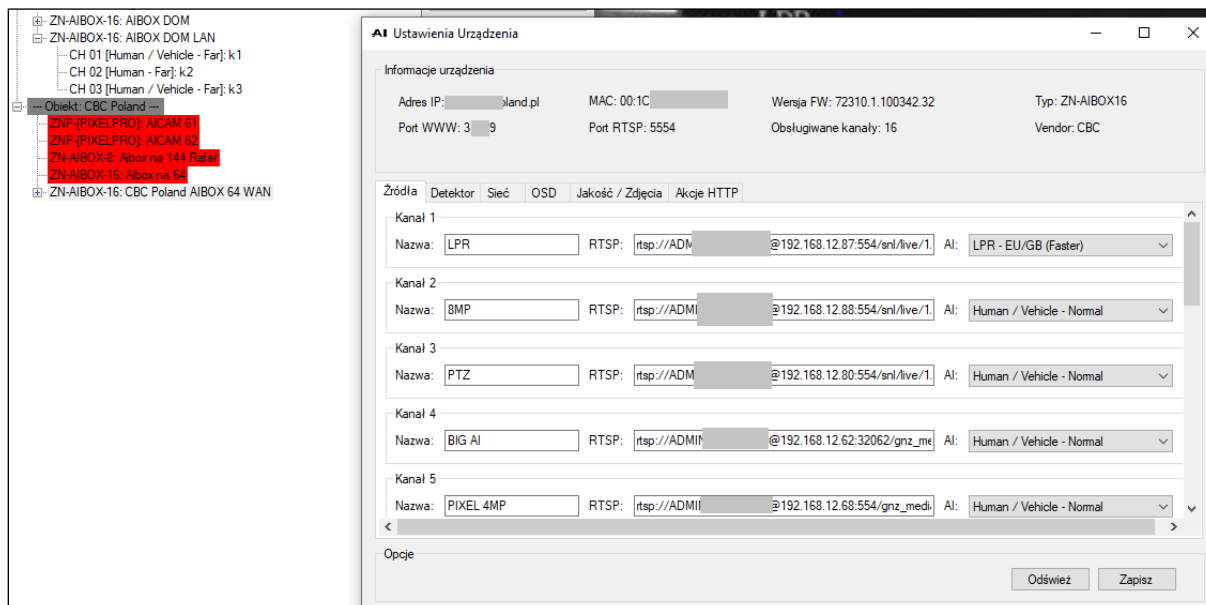 ZN-AIBOX-16: AIBOX DOM
ZN-AIBOX-16: AIBOX DOM LAN
CH 01 [Human / Vehicle - Far]: k1
CH 02 [Human - Far]: k2
CH 03 [Human / Vehicle - Far]: k3
--- Obiekt: CBC Poland ---
ZNP-[PIXELPRO]: AICAM 61
ZNP-[PIXELPRO]: AICAM 62
ZN-AIBOX-8: Aibox na 144 Rafał
ZN-AIBOX-16: Aibox na 64
ZN-AIBOX-16: CBC Poland AIBOX 64 WAN
AI Ustawienia Urządzenia
Informacje urządzenia
Adres IP: land.pl MAC: 00:1C Wersja FW: 72310.1.100342.32 Typ: ZN-AIBOX16
Port WWW: 3 9 Port RTSP: 5554 Obsługiwane kanały: 16 Vendor: CBC
Źródła Detektor Sieć OSD Jakość / Zdjęcia Akcje HTTP
Kanał 1
Nazwa: LPR RTSP: rtsp://ADM @192.168.12.87:554/snl/live/1. AI: LPR - EU/GB (Faster)
Kanał 2
Nazwa: 8MP RTSP: rtsp://ADMI @192.168.12.88:554/snl/live/1. AI: Human / Vehicle - Normal
Kanał 3
Nazwa: PTZ RTSP: rtsp://ADM @192.168.12.80:554/snl/live/1. AI: Human / Vehicle - Normal
Kanał 4
Nazwa: BIG AI RTSP: rtsp://ADMIN @192.168.12.62:32062/gnz_me AI: Human / Vehicle - Normal
Kanał 5
Nazwa: PIXEL 4MP RTSP: rtsp://ADMI @192.168.12.68:554/gnz_medi AI: Human / Vehicle - Normal
Opcje
Odśwież Zapisz